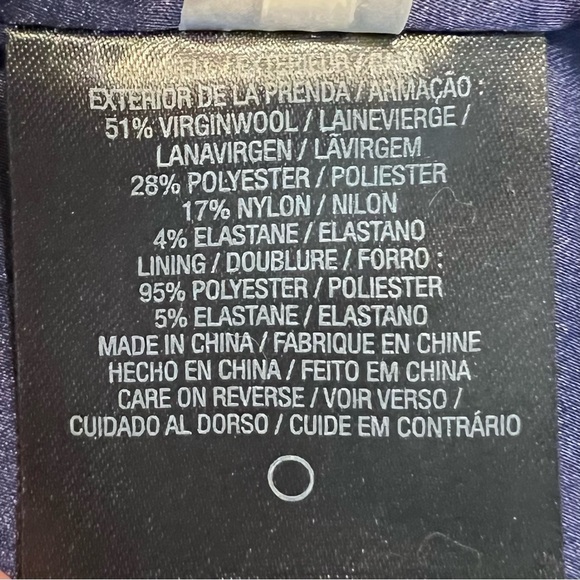 EXTERIOR DE LA PRENDA / ARMAÇÃO :
51% VIRGINWOOL / LAINEVIERGE /
LANAVIRGEN / LÃVIRGEM
28% POLYESTER / POLIESTER
17% NYLON / NILON
4% ELASTANE / ELASTANO
LINING / DOUBLURE / FORRO :
95% POLYESTER / POLIESTER
5% ELASTANE / ELASTANO
MADE IN CHINA / FABRIQUE EN CHINE
HECHO EN CHINA / FEITO EM CHINA
CARE ON REVERSE / VOIR VERSO /
CUIDADO AL DORSO / CUIDE EM CONTRÁRIO